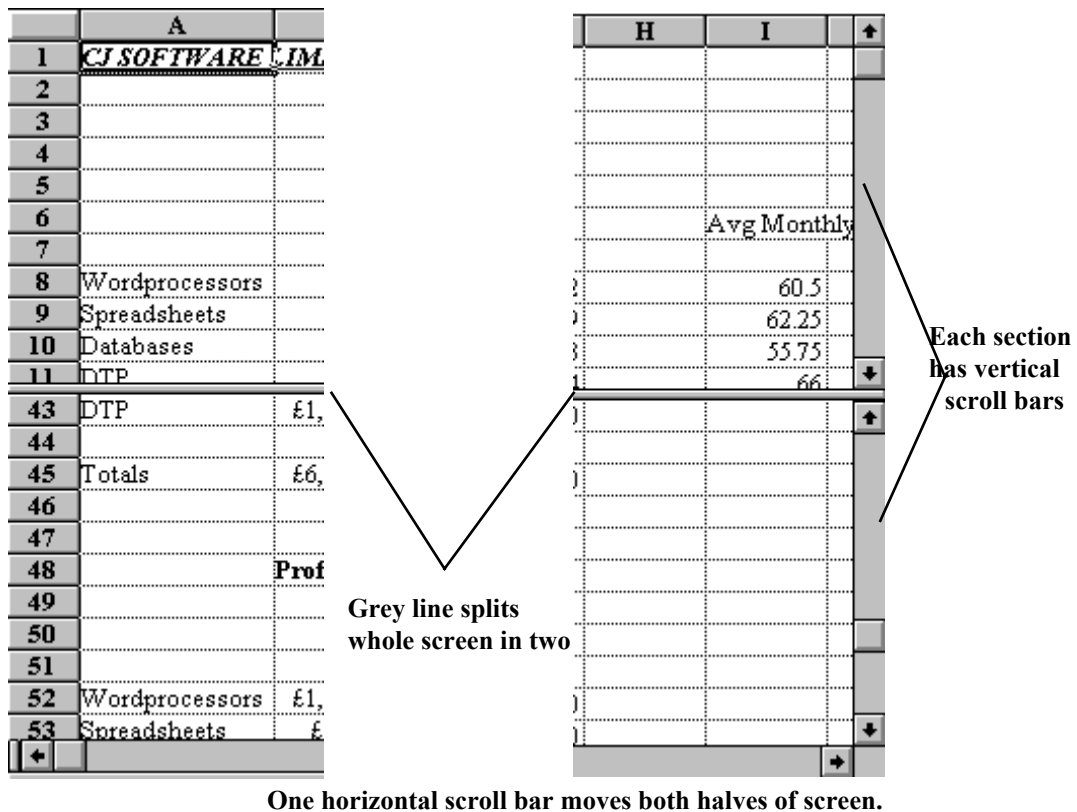 A H I
1 CJ SOFTWARE LIM
2
3
4
5
6 Avg Monthly
7
8 Wordprocessors 60.5
9 Spreadsheets 62.25
10 Databases 55.75
11 DTP 66
43 DTP £1,
44
45 Totals £6,
46
47
48 Prof
49
50
51
52 Wordprocessors £1,
53 Spreadsheets £
Each section
has vertical
scroll bars
Grey line splits
whole screen in two
One horizontal scroll bar moves both halves of screen.